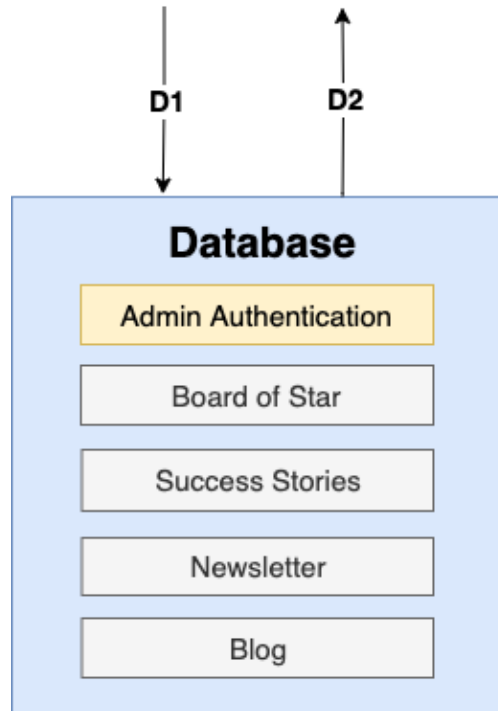 D1 D2
Database
Admin Authentication
Board of Star
Success Stories
Newsletter
Blog